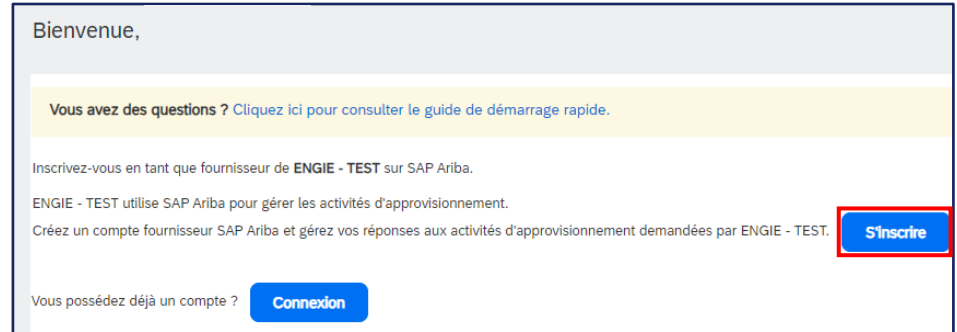 Bienvenue,
Vous avez des questions ? Cliquez ici pour consulter le guide de démarrage rapide.
Inscrivez-vous en tant que fournisseur de ENGIE - TEST sur SAP Ariba.
ENGIE - TEST utilise SAP Ariba pour gérer les activités d'approvisionnement.
Créez un compte fournisseur SAP Ariba et gérez vos réponses aux activités d'approvisionnement demandées par ENGIE - TEST. S'inscrire
Vous possédez déjà un compte ? Connexion